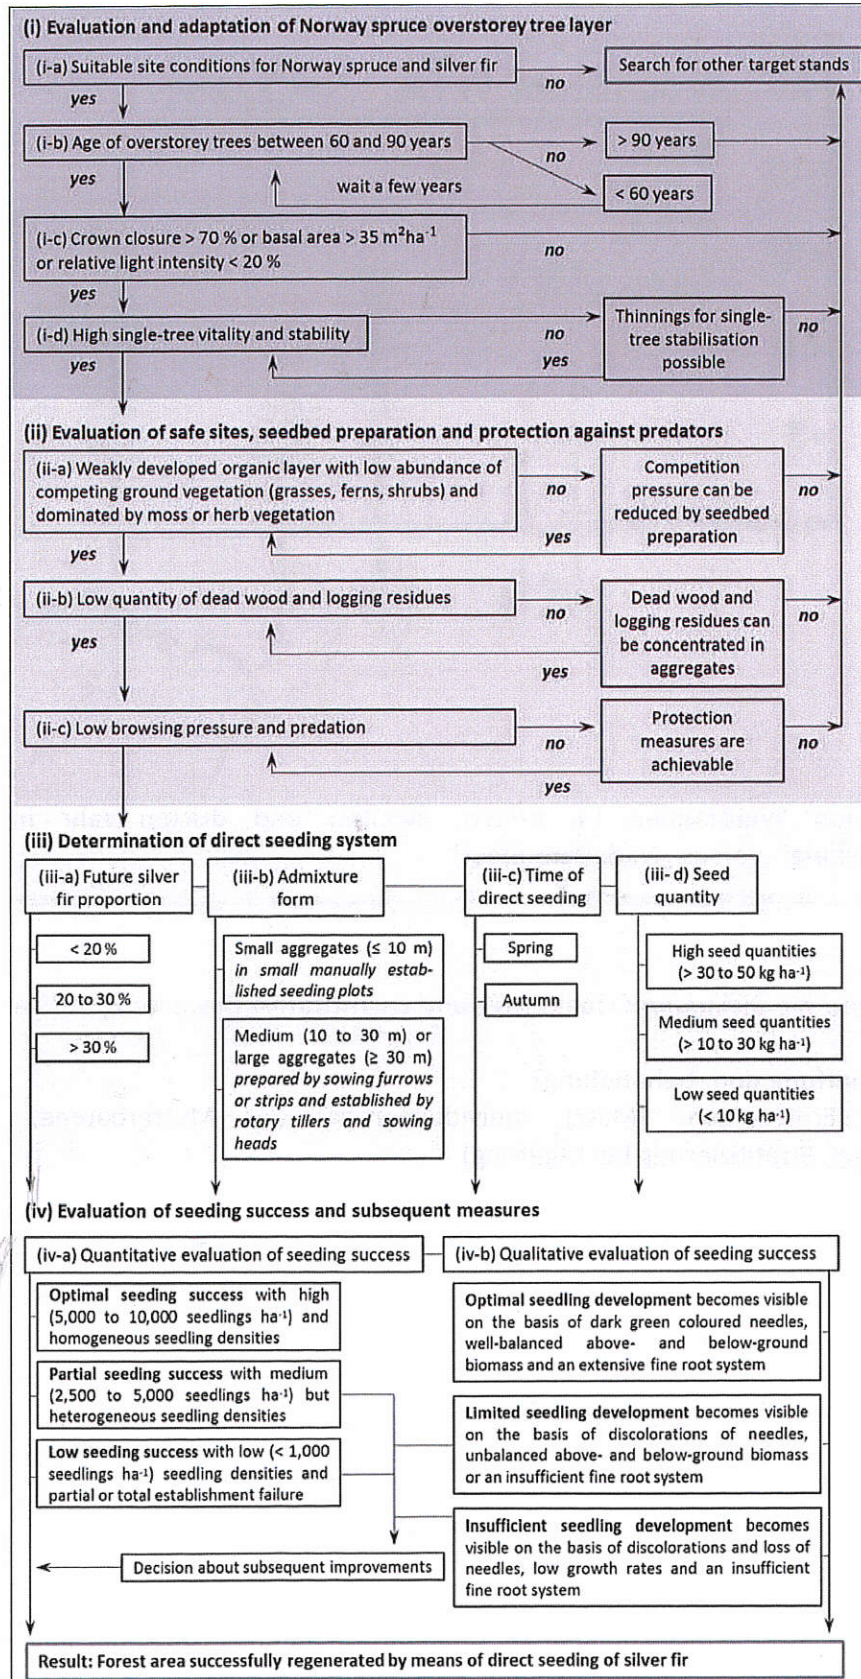 (i) Evaluation and adaptation of Norway spruce overstorey tree layer
(i-a) Suitable site conditions for Norway spruce and silver fir
no
Search for other target stands
yes
(i-b) Age of overstorey trees between 60 and 90 years
no
> 90 years
yes
wait a few years
< 60 years
(i-c) Crown closure > 70 % or basal area > 35 m²ha⁻¹
or relative light intensity < 20 %
no
yes
(i-d) High single-tree vitality and stability
no
Thinnings for single-
tree stabilisation
possible
no
yes
yes
(ii) Evaluation of safe sites, seedbed preparation and protection against predators
(ii-a) Weakly developed organic layer with low abundance of
competing ground vegetation (grasses, ferns, shrubs) and
dominated by moss or herb vegetation
no
Competition
pressure can be
reduced by seedbed
preparation
no
yes
yes
(ii-b) Low quantity of dead wood and logging residues
no
Dead wood and
logging residues can
be concentrated in
aggregates
no
yes
yes
(ii-c) Low browsing pressure and predation
no
Protection
measures are
achievable
no
yes
(iii) Determination of direct seeding system
(iii-a) Future silver
fir proportion
(iii-b) Admixture
form
(iii-c) Time of
direct seeding
(iii- d) Seed
quantity
< 20 %
20 to 30 %
> 30 %
Small aggregates (≤ 10 m)
in small manually estab-
lished seeding plots
Medium (10 to 30 m) or
large aggregates (≥ 30 m)
prepared by sowing furrows
or strips and established by
rotary tillers and sowing
heads
Spring
Autumn
High seed quantities
(> 30 to 50 kg ha⁻¹)
Medium seed quantities
(> 10 to 30 kg ha⁻¹)
Low seed quantities
(< 10 kg ha⁻¹)
(iv) Evaluation of seeding success and subsequent measures
(iv-a) Quantitative evaluation of seeding success
(iv-b) Qualitative evaluation of seeding success
Optimal seeding success with high
(5,000 to 10,000 seedlings ha⁻¹) and
homogeneous seedling densities
Partial seeding success with medium
(2,500 to 5,000 seedlings ha⁻¹) but
heterogeneous seedling densities
Low seeding success with low (< 1,000
seedlings ha⁻¹) seedling densities and
partial or total establishment failure
Optimal seedling development becomes visible
on the basis of dark green coloured needles,
well-balanced above- and below-ground
biomass and an extensive fine root system
Limited seedling development becomes visible
on the basis of discolorations of needles,
unbalanced above- and below-ground biomass
or an insufficient fine root system
Insufficient seedling development becomes
visible on the basis of discolorations and loss of
needles, low growth rates and an insufficient
fine root system
Decision about subsequent improvements
Result: Forest area successfully regenerated by means of direct seeding of silver fir